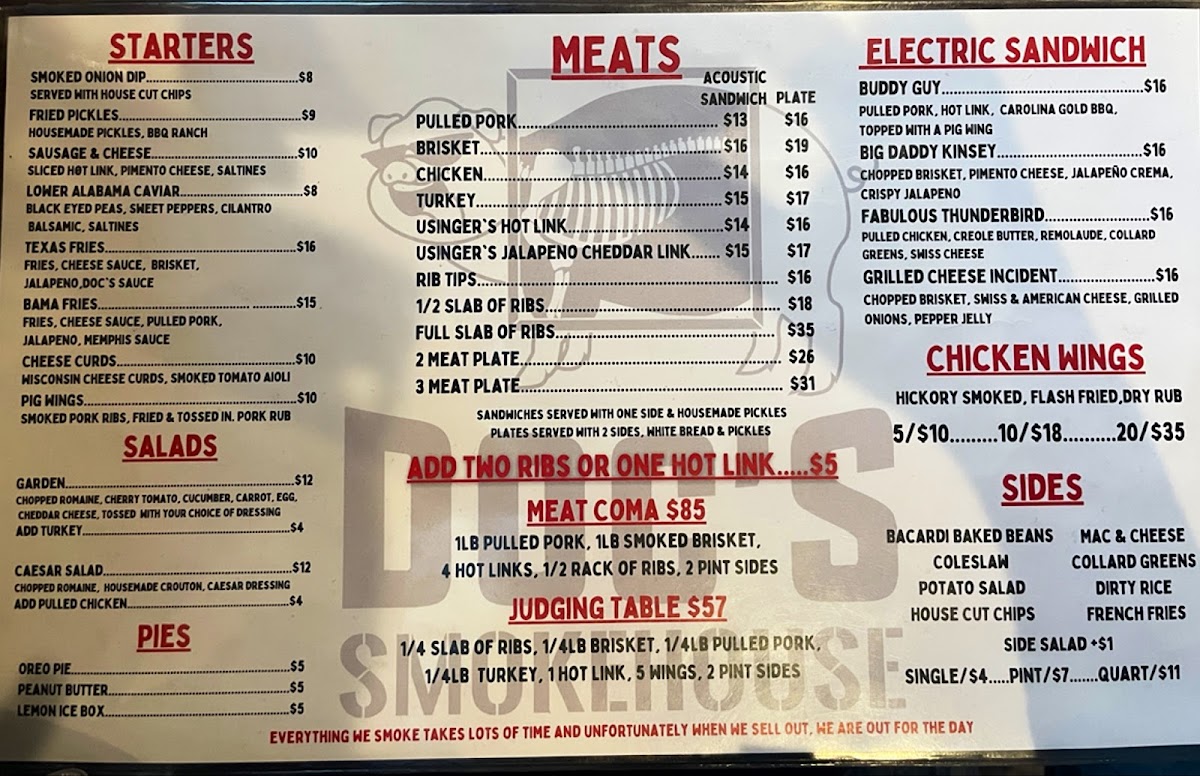 STARTERS
SMOKED ONION DIP.....$8
SERVED WITH HOUSE CUT CHIPS
FRIED PICKLES.....$9
HOUSEMADE PICKLES, BBQ RANCH
SAUSAGE & CHEESE.....$10
SLICED HOT LINK, PIMENTO CHEESE, SALTINES
LOWER ALABAMA CAVIAR.....$8
BLACK EYED PEAS, SWEET PEPPERS, CILANTRO
BALSAMIC, SALTINES
TEXAS FRIES.....$16
FRIES, CHEESE SAUCE, BRISKET,
JALAPENO,DOC'S SAUCE
BAMA FRIES.....$15
FRIES, CHEESE SAUCE, PULLED PORK,
JALAPENO, MEMPHIS SAUCE
CHEESE CURDS.....$10
WISCONSIN CHEESE CURDS, SMOKED TOMATO AIOLI
PIG WINGS.....$10
SMOKED PORK RIBS, FRIED & TOSSED IN. PORK RUB
SALADS
GARDEN.....$12
CHOPPED ROMAINE, CHERRY TOMATO, CUCUMBER, CARROT, EGG,
CHEDDAR CHEESE, TOSSED WITH YOUR CHOICE OF DRESSING
ADD TURKEY.....$4
CAESAR SALAD.....$12
CHOPPED ROMAINE, HOUSEMADE CROUTON, CAESAR DRESSING
ADD PULLED CHICKEN.....$4
PIES
OREO PIE.....$5
PEANUT BUTTER.....$5
LEMON ICE BOX.....$5
MEATS
ACOUSTIC
SANDWICH PLATE
PULLED PORK.....$13 $16
BRISKET.....$16 $19
CHICKEN.....$14 $16
TURKEY.....$15 $17
USINGER'S HOT LINK.....$14 $16
USINGER'S JALAPENO CHEDDAR LINK.....$15 $17
RIB TIPS.....$16
1/2 SLAB OF RIBS.....$18
FULL SLAB OF RIBS.....$35
2 MEAT PLATE.....$26
3 MEAT PLATE.....$31
SANDWICHES SERVED WITH ONE SIDE & HOUSEMADE PICKLES
PLATES SERVED WITH 2 SIDES, WHITE BREAD & PICKLES
ADD TWO RIBS OR ONE HOT LINK.....$5
MEAT COMA $85
1LB PULLED PORK, 1LB SMOKED BRISKET,
4 HOT LINKS, 1/2 RACK OF RIBS, 2 PINT SIDES
JUDGING TABLE $57
1/4 SLAB OF RIBS, 1/4LB BRISKET, 1/4LB PULLED PORK,
1/4LB TURKEY, 1 HOT LINK, 5 WINGS, 2 PINT SIDES
DOC'S
SMOKEHOUSE
ELECTRIC SANDWICH
BUDDY GUY.....$16
PULLED PORK, HOT LINK, CAROLINA GOLD BBQ,
TOPPED WITH A PIG WING
BIG DADDY KINSEY.....$16
CHOPPED BRISKET, PIMENTO CHEESE, JALAPEÑO CREMA,
CRISPY JALAPENO
FABULOUS THUNDERBIRD.....$16
PULLED CHICKEN, CREOLE BUTTER, REMOLAUDE, COLLARD
GREENS, SWISS CHEESE
GRILLED CHEESE INCIDENT.....$16
CHOPPED BRISKET, SWISS & AMERICAN CHEESE, GRILLED
ONIONS, PEPPER JELLY
CHICKEN WINGS
HICKORY SMOKED, FLASH FRIED,DRY RUB
5/$10.........10/$18.........20/$35
SIDES
BACARDI BAKED BEANS MAC & CHEESE
COLESLAW COLLARD GREENS
POTATO SALAD DIRTY RICE
HOUSE CUT CHIPS FRENCH FRIES
SIDE SALAD +$1
SINGLE/$4.....PINT/$7......QUART/$11
EVERYTHING WE SMOKE TAKES LOTS OF TIME AND UNFORTUNATELY WHEN WE SELL OUT, WE ARE OUT FOR THE DAY